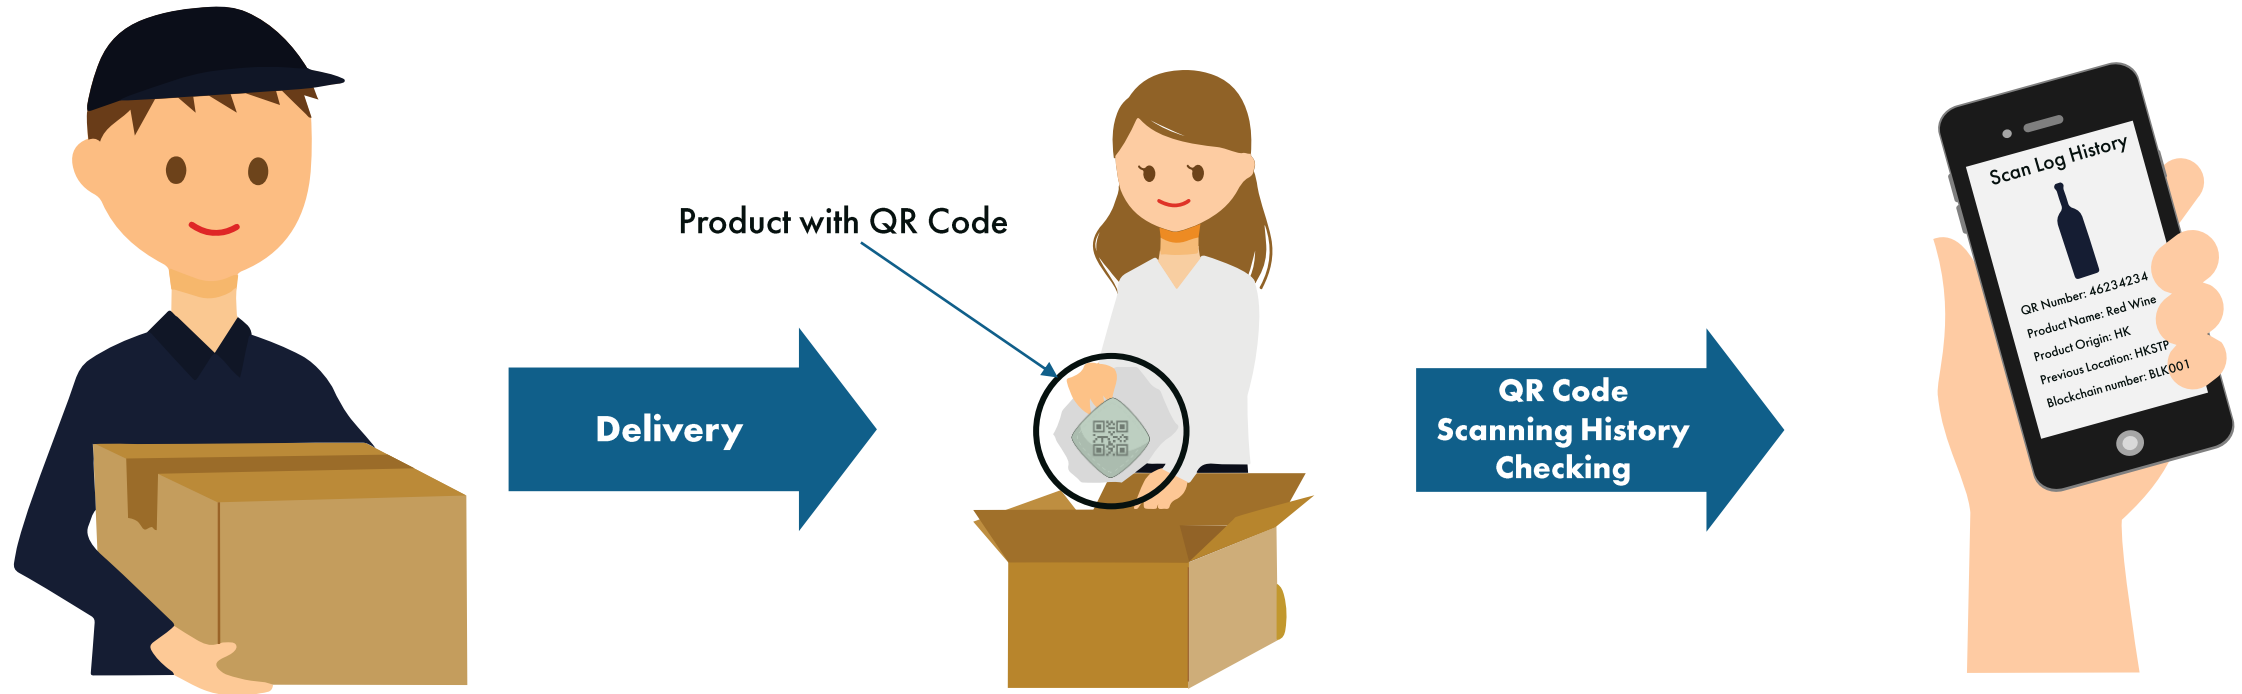 Product with QR Code
Delivery
QR Code
Scanning History
Checking
Scan Log History
QR Number: 46234234
Product Name: Red Wine
Product Origin: HK
Previous Location: HKSTP
Blockchain number: BLK001